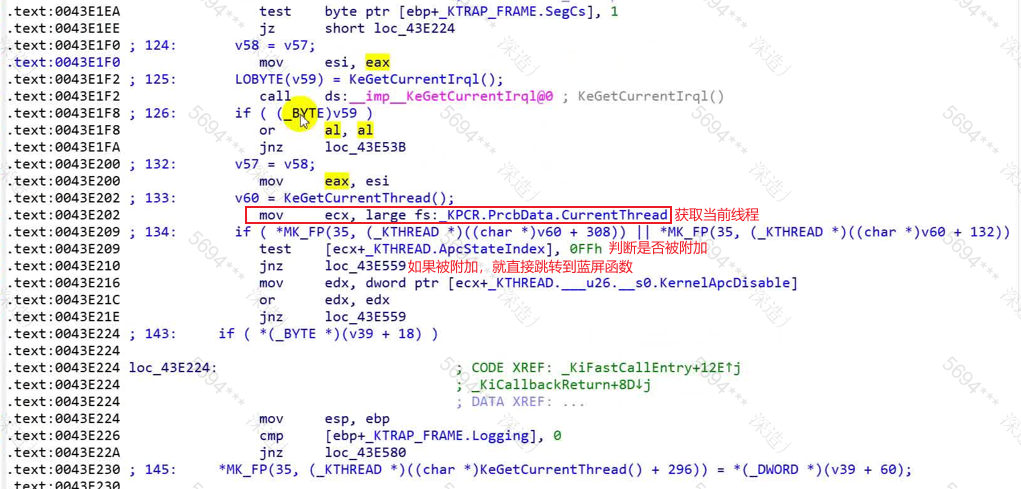 .text:0043E1EA test byte ptr [ebp+_KTRAP_FRAME.SegCs], 1
.text:0043E1EE jz short loc_43E224
.text:0043E1F0 ; 124: v58 = v57;
.text:0043E1F0 mov esi, eax
.text:0043E1F2 ; 125: LOBYTE(v59) = KeGetCurrentIrql();
.text:0043E1F2 call ds:__imp__KeGetCurrentIrql@0 ; KeGetCurrentIrql()
.text:0043E1F8 ; 126: if ( (_BYTE)v59 )
.text:0043E1F8 or al, al
.text:0043E1FA jnz loc_43E53B
.text:0043E200 ; 132: v57 = v58;
.text:0043E200 mov eax, esi
.text:0043E202 ; 133: v60 = KeGetCurrentThread();
.text:0043E202 mov ecx, large fs:_KPCR.PrcbData.CurrentThread 获取当前线程
.text:0043E209 ; 134: if ( *MK_FP(35, (_KTHREAD *)((char *)v60 + 308)) || *MK_FP(35, (_KTHREAD *)((char *)v60 + 132))
.text:0043E209 test [ecx+_KTHREAD.ApcStateIndex], 0FFh 判断是否被附加
.text:0043E210 jnz loc_43E559 如果被附加，就直接跳转到蓝屏函数
.text:0043E216 mov edx, dword ptr [ecx+_KTHREAD.___u26.__s0.KernelApcDisable]
.text:0043E21C or edx, edx
.text:0043E21E jnz loc_43E559
.text:0043E224 ; 143: if ( *(_BYTE *)(v39 + 18) )
.text:0043E224
.text:0043E224 loc_43E224: ; CODE XREF: _KiFastCallEntry+12E↑j
.text:0043E224 ; _KiCallbackReturn+8D↓j
.text:0043E224 ; DATA XREF: ...
.text:0043E224 mov esp, ebp
.text:0043E226 cmp [ebp+_KTRAP_FRAME.Logging], 0
.text:0043E22A jnz loc_43E580
.text:0043E230 ; 145: *MK_FP(35, (_KTHREAD *)((char *)KeGetCurrentThread() + 296)) = *(_DWORD *)(v39 + 60);
.text:0043E230